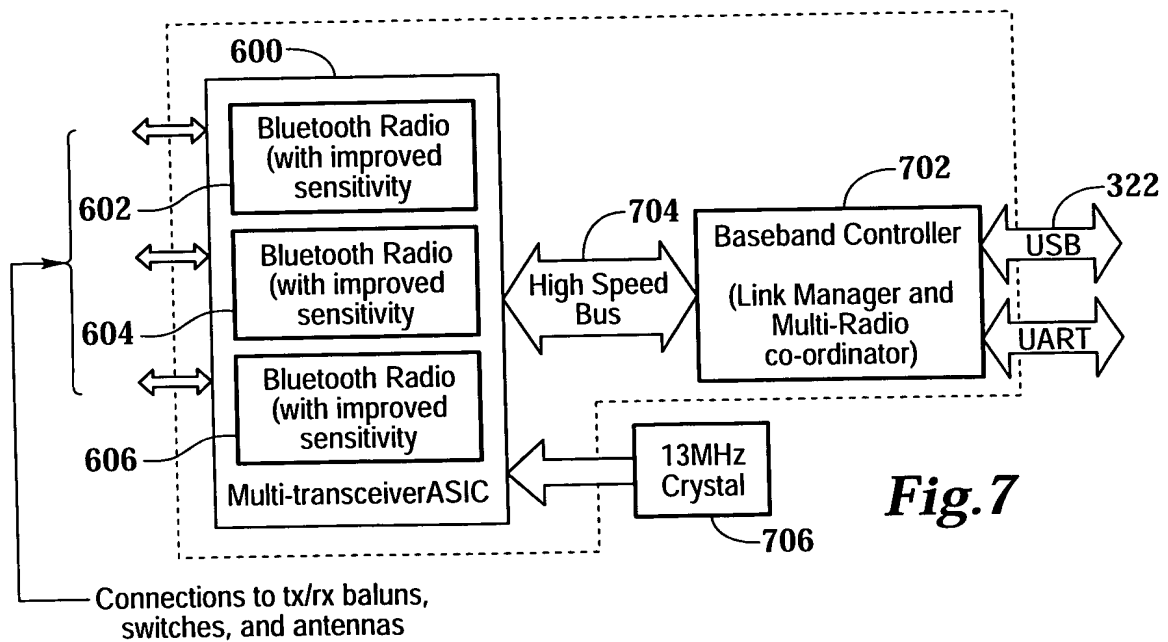 600
Bluetooth Radio
(with improved
sensitivity
602
Bluetooth Radio
(with improved
sensitivity
604
Bluetooth Radio
(with improved
sensitivity
606
Multi-transceiverASIC
704
High Speed
Bus
702
Baseband Controller
(Link Manager and
Multi-Radio
co-ordinator)
322
USB
UART
13MHz
Crystal
706
Fig.7
Connections to tx/rx baluns,
switches, and antennas